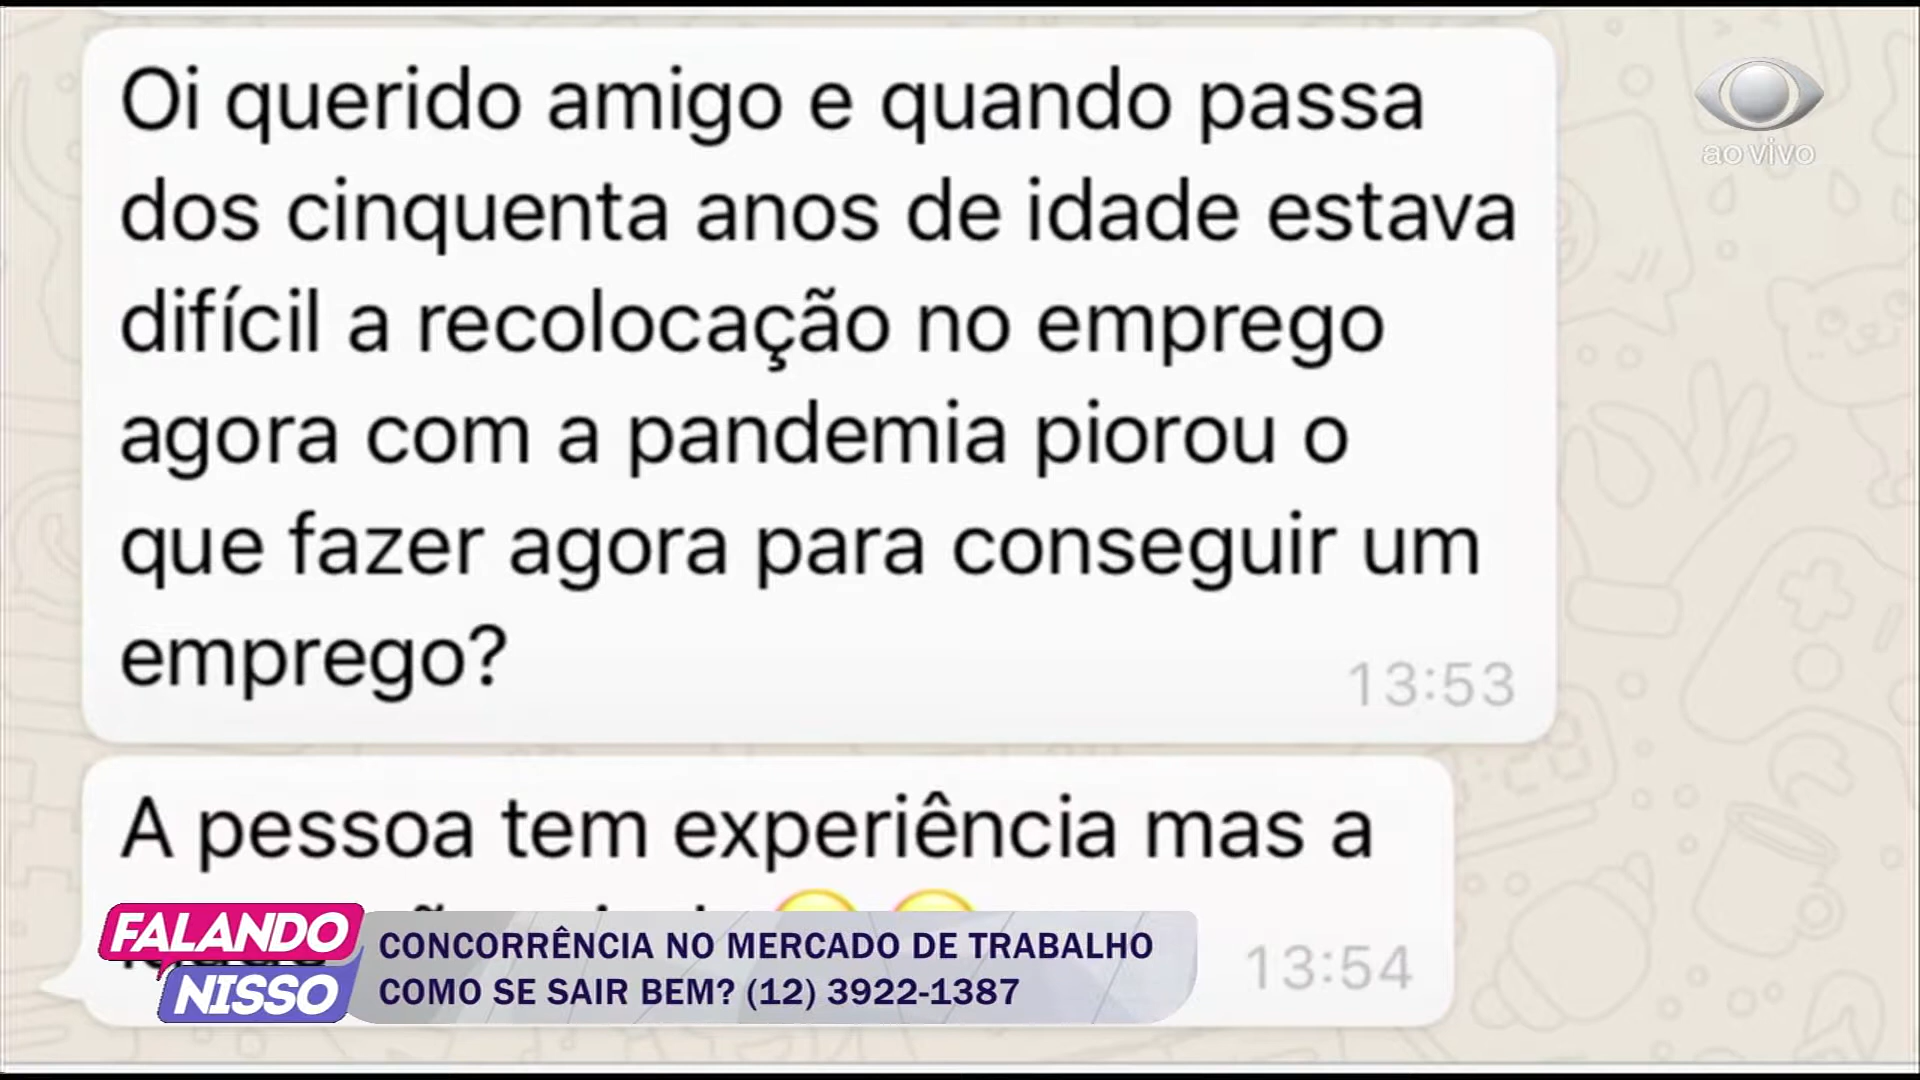 Oi querido amigo e quando passa
dos cinquenta anos de idade estava
difícil a recolocação no emprego
agora com a pandemia piorou o
que fazer agora para conseguir um
emprego?
13:53
ao vivo
A pessoa tem experiência mas a
13:54
FALANDO
NISSO
CONCORRÊNCIA NO MERCADO DE TRABALHO
COMO SE SAIR BEM? (12) 3922-1387